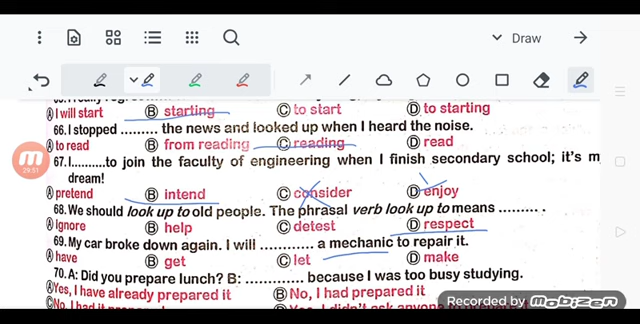 Draw
Ⓐ I will start Ⓑ starting Ⓒ to start Ⓓ to starting
66. I stopped ......... the news and looked up when I heard the noise.
Ⓐ to read Ⓑ from reading Ⓒ reading Ⓓ read
67. I..........to join the faculty of engineering when I finish secondary school; it's m
dream!
Ⓐ pretend Ⓑ intend Ⓒ consider Ⓓ enjoy
68. We should look up to old people. The phrasal verb look up to means ......... .
Ⓐ Ignore Ⓑ help Ⓒ detest Ⓓ respect
69. My car broke down again. I will ............ a mechanic to repair it.
Ⓐ have Ⓑ get Ⓒ let Ⓓ make
70. A: Did you prepare lunch? B: ............. because I was too busy studying.
Ⓐ Yes, I have already prepared it Ⓑ No, I had prepared it
m
29:51
Recorded by Mobizen